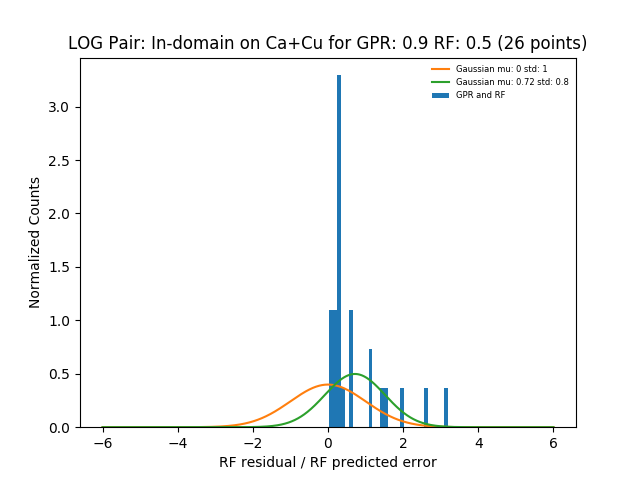 LOG Pair: In-domain on Ca+Cu for GPR: 0.9 RF: 0.5 (26 points)
Gaussian mu: 0 std: 1
Gaussian mu: 0.72 std: 0.8
GPR and RF
Normalized Counts
3.0
2.5
2.0
1.5
1.0
0.5
0.0
−6 −4 −2 0 2 4 6
RF residual / RF predicted error